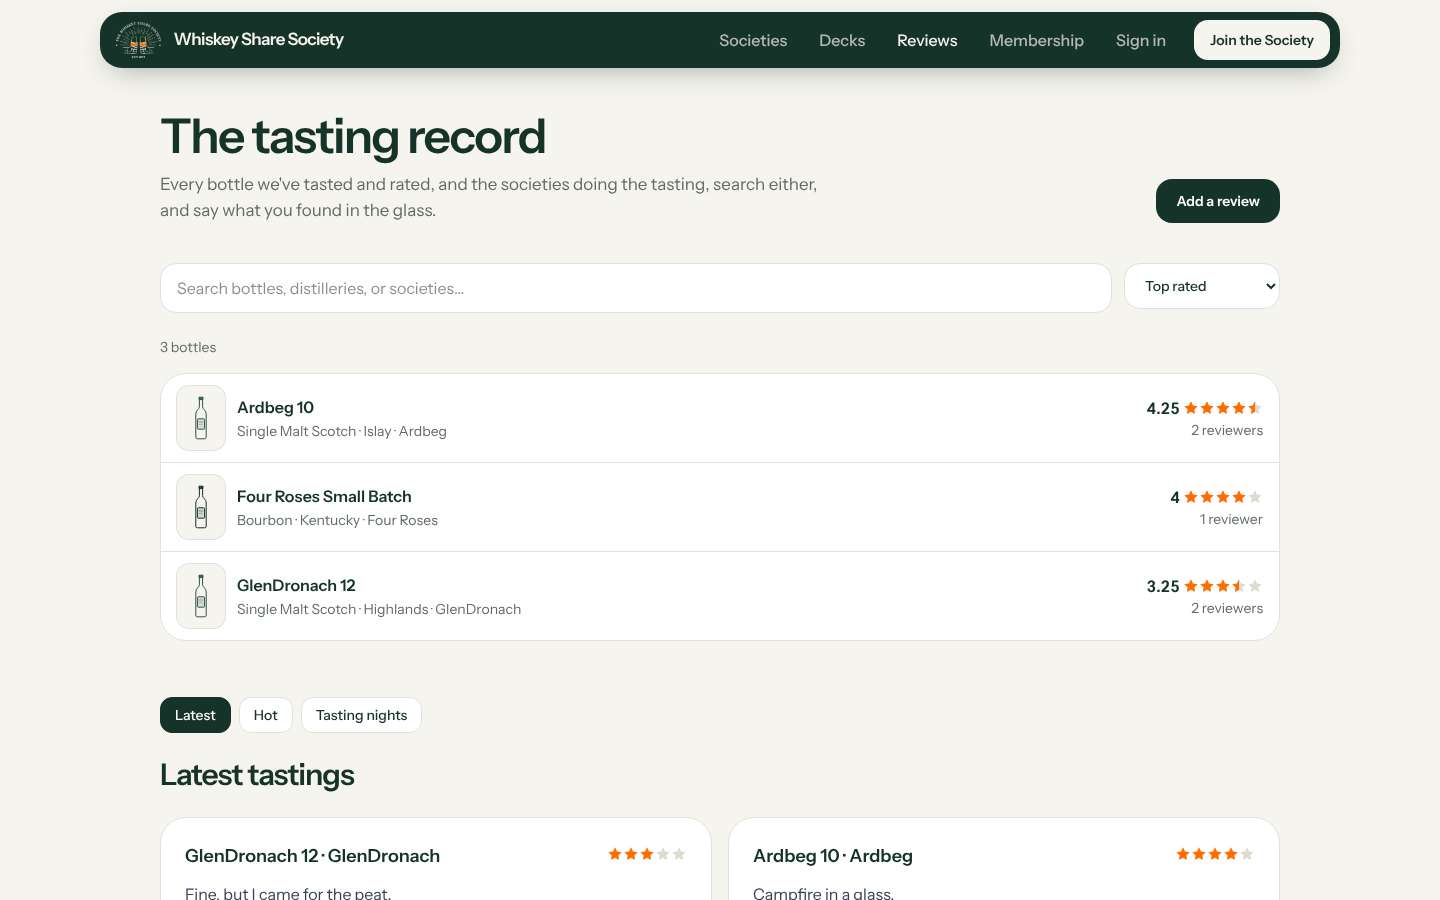 Whiskey Share Society
Societies
Decks
Reviews
Membership
Sign in
Join the Society
The tasting record
Every bottle we've tasted and rated, and the societies doing the tasting, search either,
and say what you found in the glass.
Add a review
Search bottles, distilleries, or societies...
Top rated
3 bottles
Ardbeg 10
Single Malt Scotch · Islay · Ardbeg
4.25
2 reviewers
Four Roses Small Batch
Bourbon · Kentucky · Four Roses
4
1 reviewer
GlenDronach 12
Single Malt Scotch · Highlands · GlenDronach
3.25
2 reviewers
Latest
Hot
Tasting nights
Latest tastings
GlenDronach 12 · GlenDronach
Fine, but I came for the peat.
Ardbeg 10 · Ardbeg
Campfire in a glass.